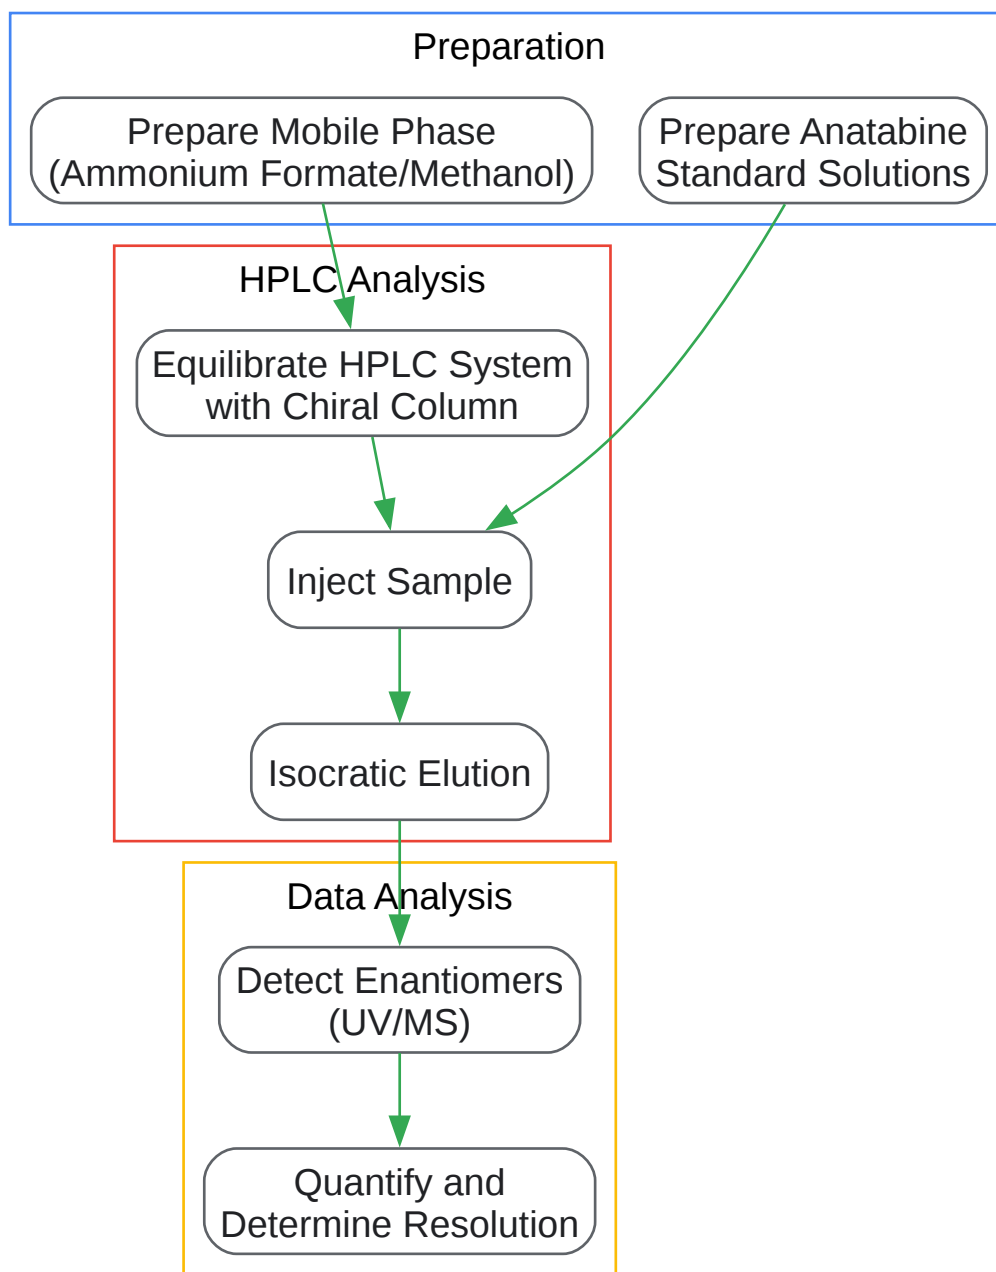 Preparation
Prepare Mobile Phase
(Ammonium Formate/Methanol)
Prepare Anatabine
Standard Solutions
HPLC Analysis
Equilibrate HPLC System
with Chiral Column
Inject Sample
Isocratic Elution
Data Analysis
Detect Enantiomers
(UV/MS)
Quantify and
Determine Resolution